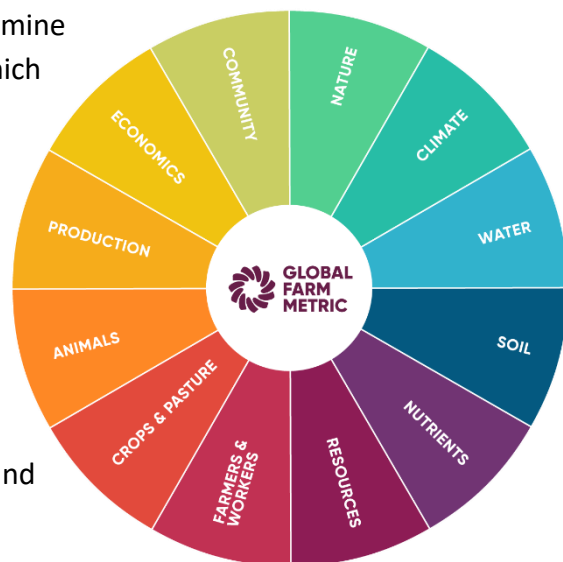 mine
hich
nd
COMMUNITY
NATURE
CLIMATE
WATER
SOIL
NUTRIENTS
RESOURCES
FARMERS &
WORKERS
CROPS & PASTURE
ANIMALS
PRODUCTION
ECONOMICS
GLOBAL
FARM
METRIC